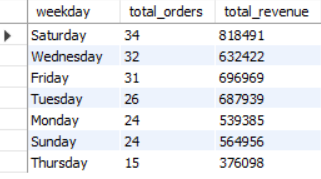 weekday total_orders total_revenue
Saturday 34 818491
Wednesday 32 632422
Friday 31 696969
Tuesday 26 687939
Monday 24 539385
Sunday 24 564956
Thursday 15 376098